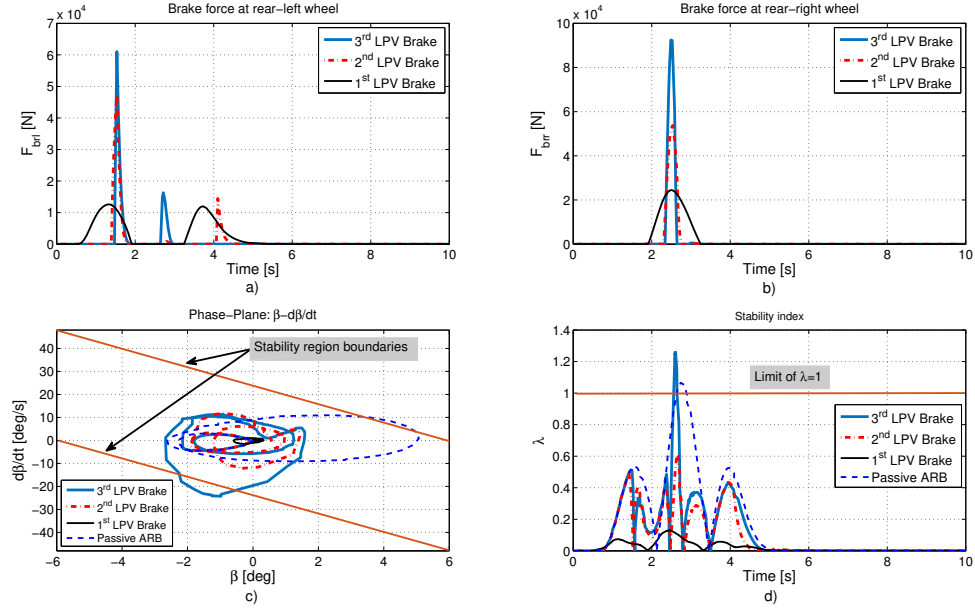 Brake force at rear−left wheel
x 10⁴
7
6
5
4
3
2
1
0
F_brl [N]
0 2 4 6 8 10
Time [s]
a)
3rd LPV Brake
2nd LPV Brake
1st LPV Brake
Brake force at rear−right wheel
x 10⁴
10
8
6
4
2
0
F_brr [N]
0 2 4 6 8 10
Time [s]
b)
3rd LPV Brake
2nd LPV Brake
1st LPV Brake
Phase−Plane: β−dβ/dt
40
30
20
10
0
−10
−20
−30
−40
dβ/dt [deg/s]
−6 −4 −2 0 2 4 6
β [deg]
c)
Stability region boundaries
3rd LPV Brake
2nd LPV Brake
1st LPV Brake
Passive ARB
Stability index
1.4
1.2
1
0.8
0.6
0.4
0.2
0
λ
0 2 4 6 8 10
Time [s]
d)
Limit of λ=1
3rd LPV Brake
2nd LPV Brake
1st LPV Brake
Passive ARB